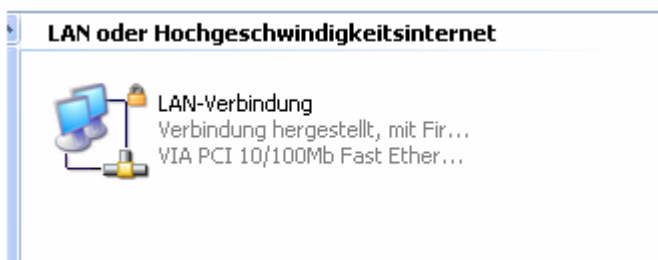 LAN oder Hochgeschwindigkeitsinternet
LAN-Verbindung
Verbindung hergestellt, mit Fir...
VIA PCI 10/100Mb Fast Ether...